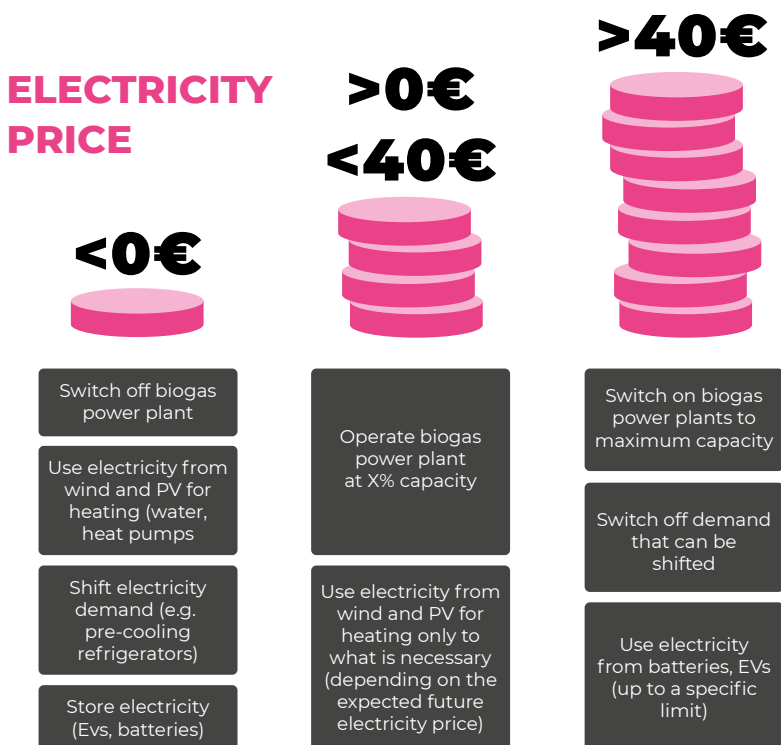 ELECTRICITY
PRICE
<0€
Switch off biogas
power plant
Use electricity from
wind and PV for
heating (water,
heat pumps
Shift electricity
demand (e.g.
pre-cooling
refrigerators)
Store electricity
(Evs, batteries)
>0€
<40€
Operate biogas
power plant
at X% capacity
Use electricity from
wind and PV for
heating only to
what is necessary
(depending on the
expected future
electricity price)
>40€
Switch on biogas
power plants to
maximum capacity
Switch off demand
that can be
shifted
Use electricity
from batteries, EVs
(up to a specific
limit)